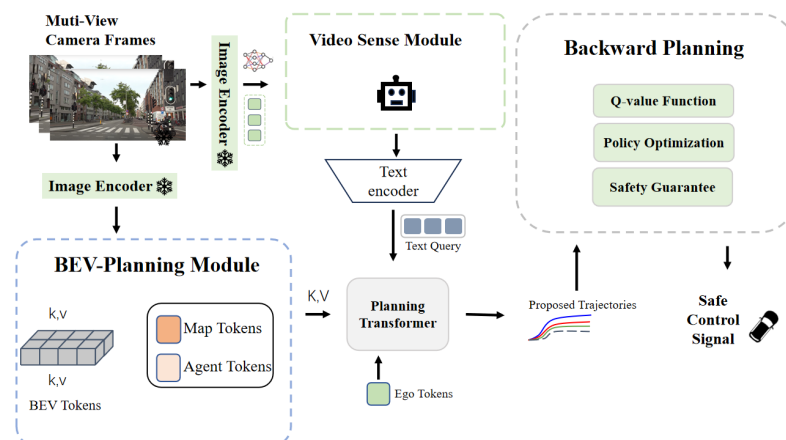 Muti-View
Camera Frames
Image Encoder
Video Sense Module
Backward Planning
Q-value Function
Policy Optimization
Safety Guarantee
Image Encoder
Text
encoder
Text Query
BEV-Planning Module
k,v
k,v
BEV Tokens
Map Tokens
Agent Tokens
K,V
Planning
Transformer
Ego Tokens
Proposed Trajectories
Safe
Control
Signal